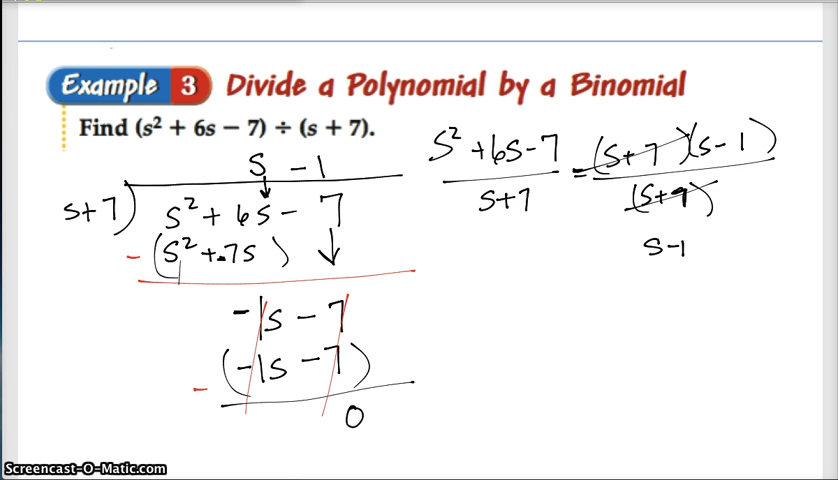 Example 3 Divide a Polynomial by a Binomial
Find (s² + 6s − 7) ÷ (s + 7).
s - 1
s+7) s² + 6s - 7
- (s² + 7s)
-1s - 7
- (-1s - 7)
0
s² + 6s - 7 = (s+7)(s-1)
s+7 (s+7)
s-1
Screencast-O-Matic.com